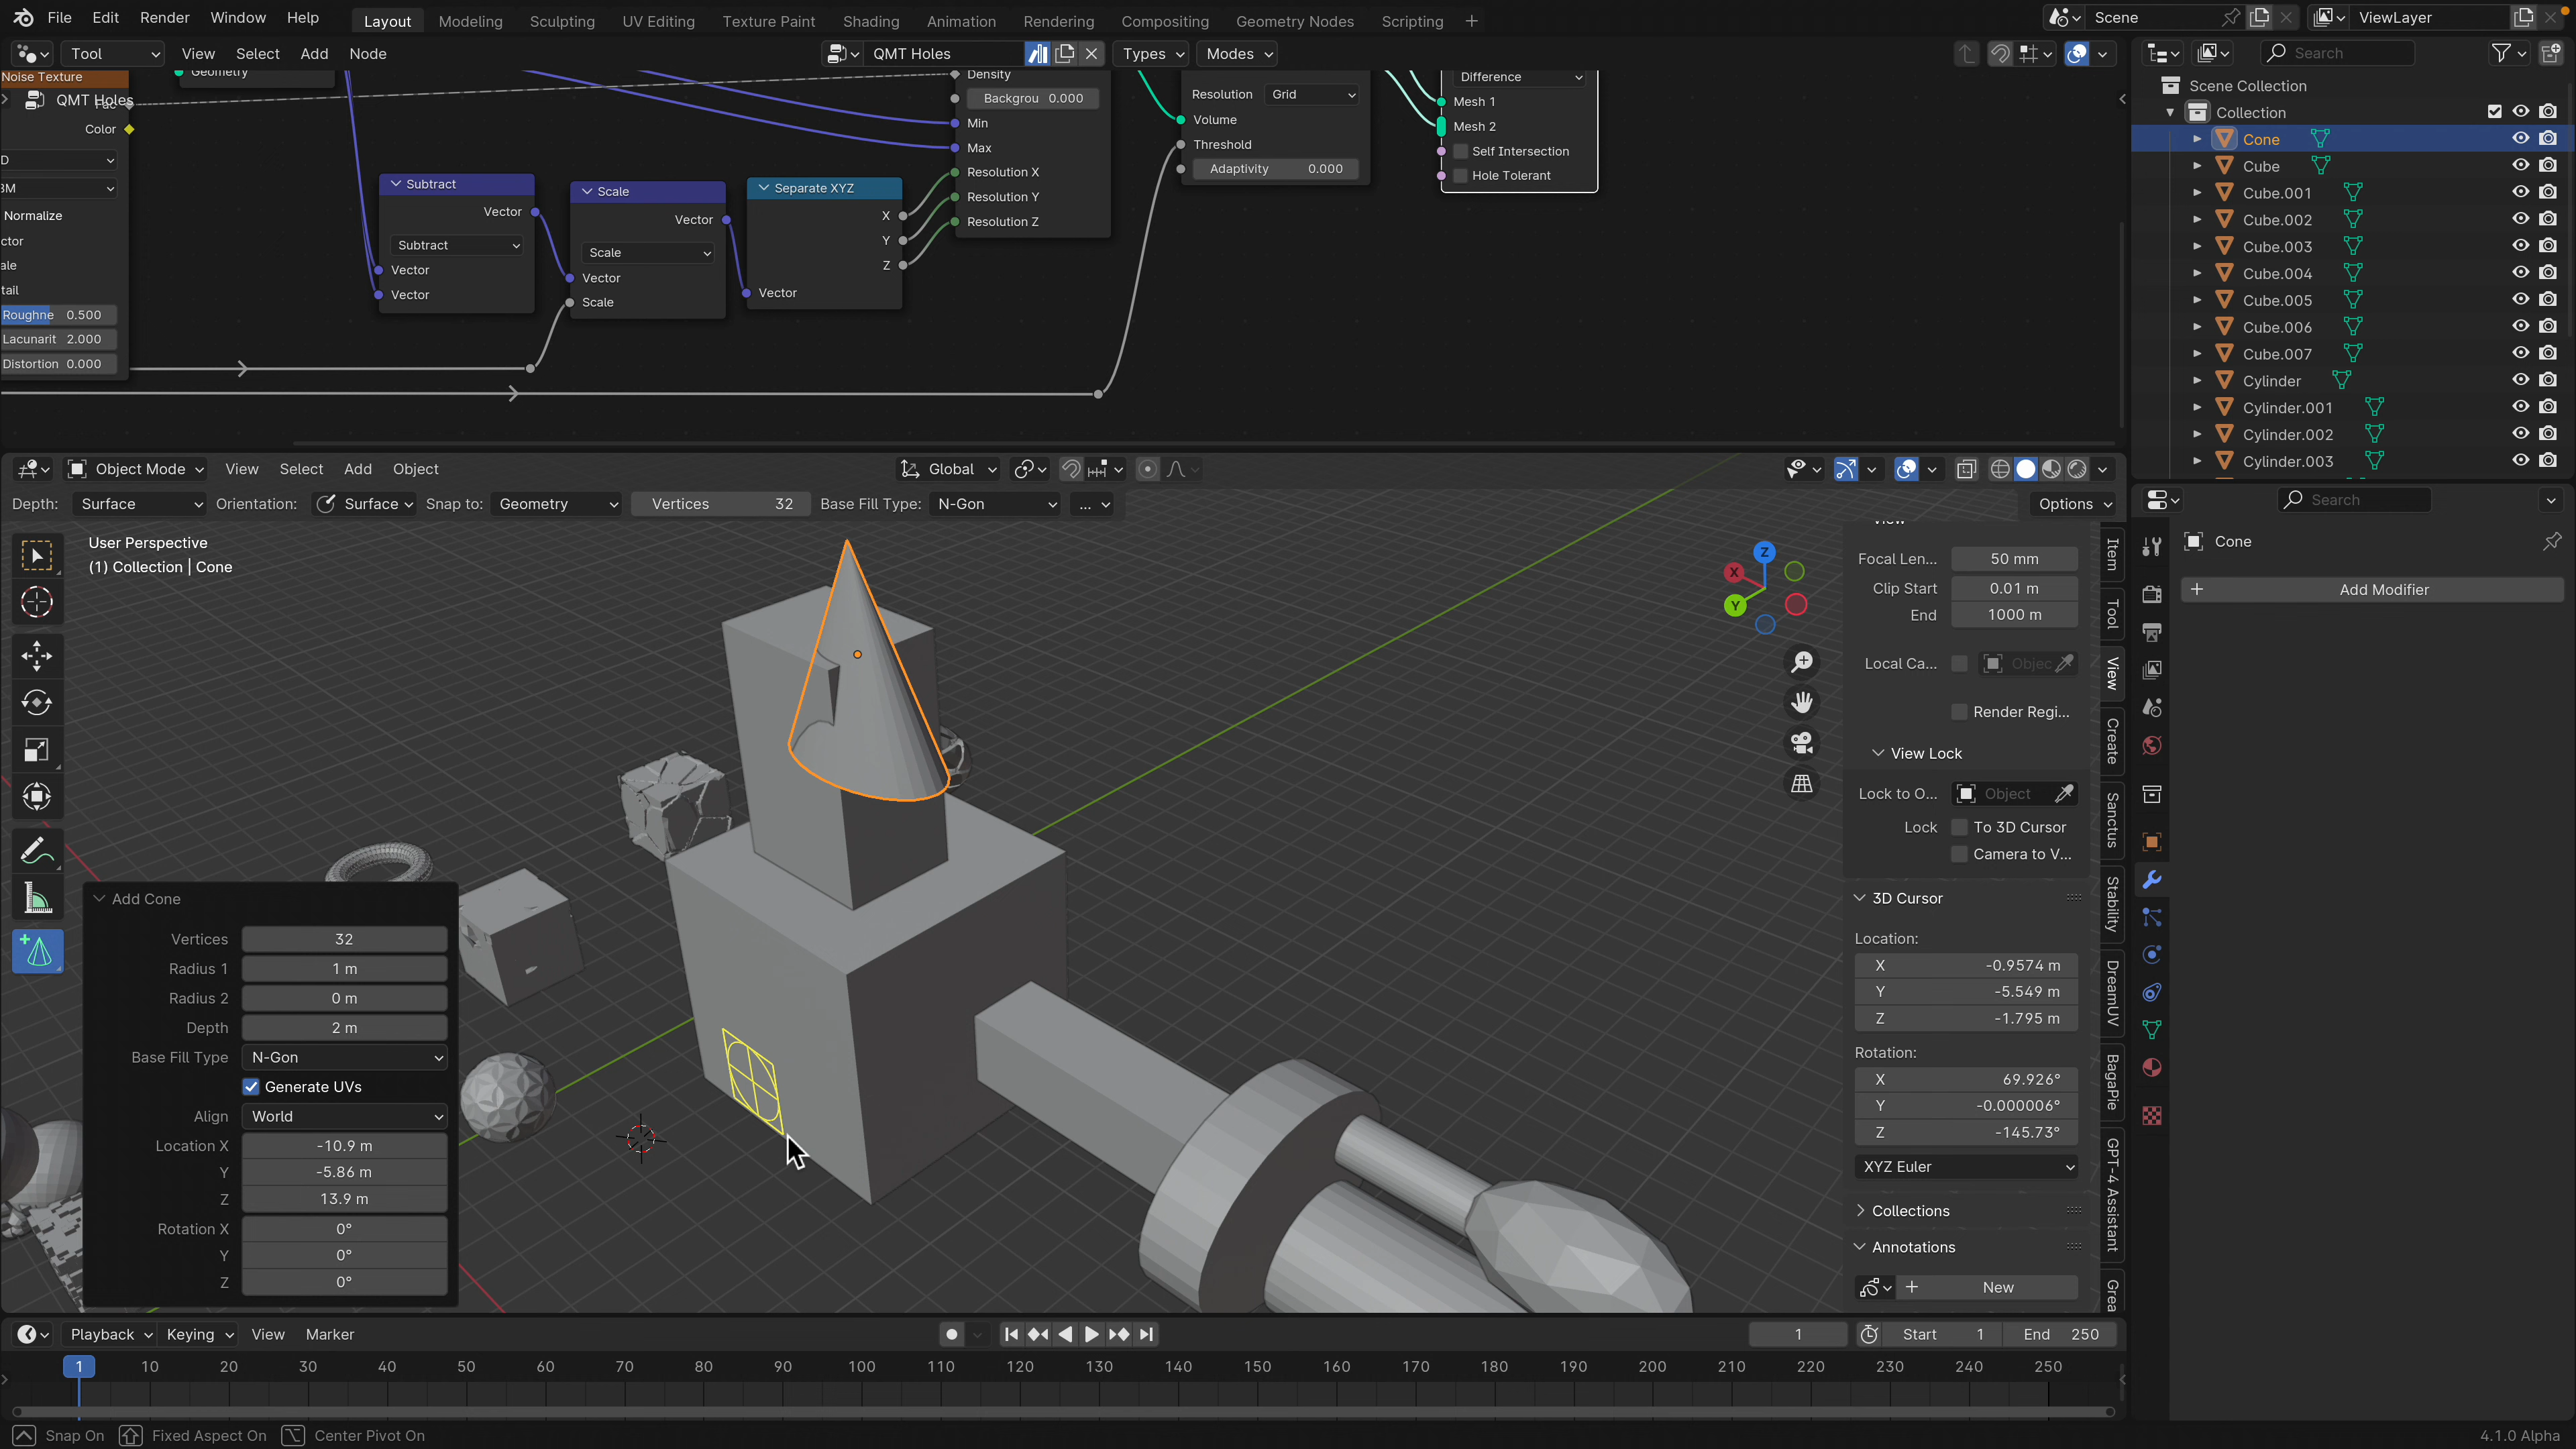 File Edit Render Window Help Layout Modeling Sculpting UV Editing Texture Paint Shading Animation Rendering Compositing Geometry Nodes Scripting Scene ViewLayer
Tool View Select Add Node QMT Holes Types Modes Search
Noise Texture
Geometry
QMT Holes
Color
Normalize
Roughne 0.500
Lacunarit 2.000
Distortion 0.000
Subtract
Vector
Subtract
Vector
Vector
Scale
Vector
Scale
Vector
Scale
Separate XYZ
X
Y
Z
Vector
Density
Backgrou 0.000
Min
Max
Resolution X
Resolution Y
Resolution Z
Resolution Grid
Volume
Threshold
Adaptivity 0.000
Difference
Mesh 1
Mesh 2
Self Intersection
Hole Tolerant
Scene Collection
Collection
Cone
Cube
Cube.001
Cube.002
Cube.003
Cube.004
Cube.005
Cube.006
Cube.007
Cylinder
Cylinder.001
Cylinder.002
Cylinder.003
Object Mode View Select Add Object Global
Depth: Surface Orientation: Surface Snap to: Geometry Vertices 32 Base Fill Type: N-Gon ... Options
User Perspective
(1) Collection | Cone
Z
X
Y
Add Cone
Vertices 32
Radius 1 1 m
Radius 2 0 m
Depth 2 m
Base Fill Type N-Gon
Generate UVs
Align World
Location X -10.9 m
Y -5.86 m
Z 13.9 m
Rotation X 0°
Y 0°
Z 0°
View
Focal Len... 50 mm
Clip Start 0.01 m
End 1000 m
Local Ca... Objec
Render Regi...
View Lock
Lock to O... Object
Lock To 3D Cursor
Camera to V...
3D Cursor
Location:
X -0.9574 m
Y -5.549 m
Z -1.795 m
Rotation:
X 69.926°
Y -0.000006°
Z -145.73°
XYZ Euler
Collections
Annotations
New
Item
Tool
View
Create
Sanctus
Stability
DreamUV
BagaPie
GPT-4 Assistant
Grea
Search
Cone
Add Modifier
Playback Keying View Marker 1 Start 1 End 250
1 10 20 30 40 50 60 70 80 90 100 110 120 130 140 150 160 170 180 190 200 210 220 230 240 250
Snap On Fixed Aspect On Center Pivot On 4.1.0 Alpha